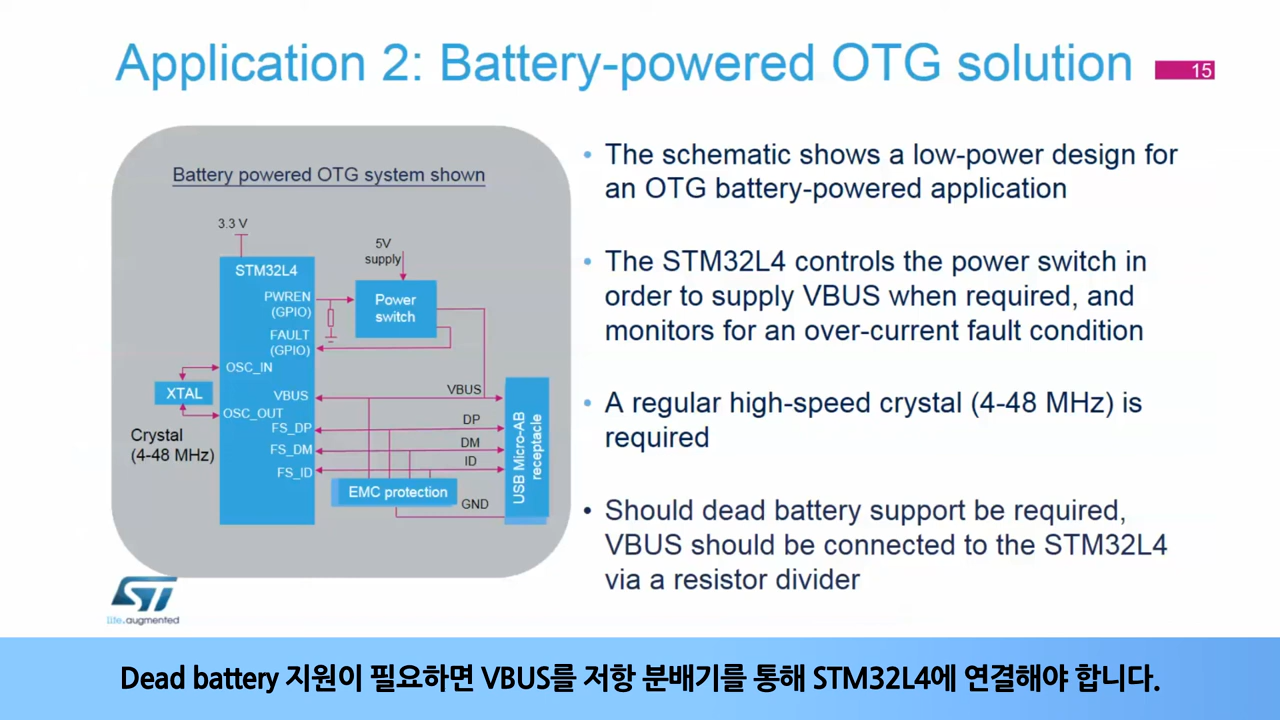 Application 2: Battery-powered OTG solution
15
Battery powered OTG system shown
3.3 V
STM32L4
PWREN
(GPIO)
FAULT
(GPIO)
OSC_IN
XTAL
VBUS
OSC_OUT
FS_DP
FS_DM
FS_ID
Crystal
(4-48 MHz)
5V
supply
Power
switch
VBUS
DP
DM
ID
EMC protection
GND
USB Micro-AB
receptacle
• The schematic shows a low-power design for
an OTG battery-powered application
• The STM32L4 controls the power switch in
order to supply VBUS when required, and
monitors for an over-current fault condition
• A regular high-speed crystal (4-48 MHz) is
required
• Should dead battery support be required,
VBUS should be connected to the STM32L4
via a resistor divider
ST
life.augmented
Dead battery 지원이 필요하면 VBUS를 저항 분배기를 통해 STM32L4에 연결해야 합니다.